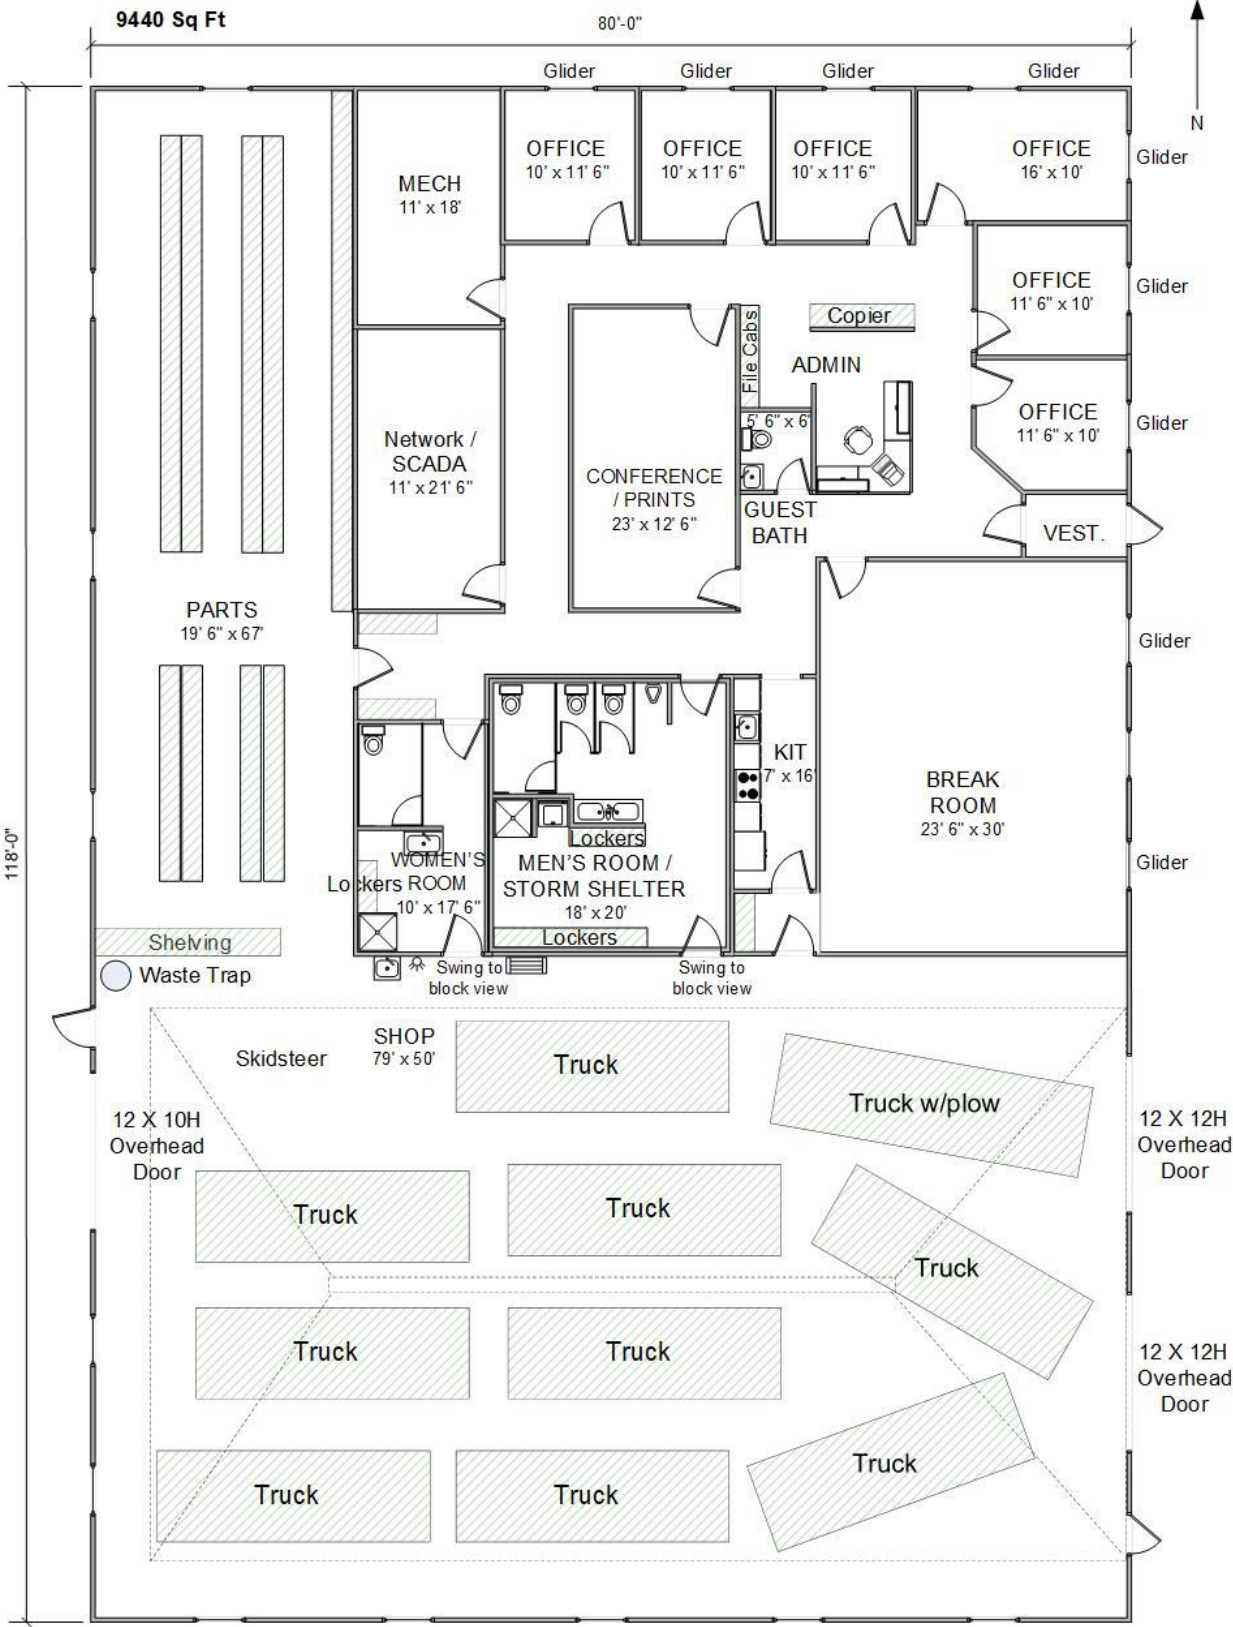 9440 Sq Ft
80'-0"
N
118'-0"
Glider
Glider
Glider
Glider
OFFICE
10' x 11' 6"
OFFICE
10' x 11' 6"
OFFICE
10' x 11' 6"
OFFICE
16' x 10'
Glider
MECH
11' x 18'
OFFICE
11' 6" x 10'
Glider
Copier
File Cabs
ADMIN
OFFICE
11' 6" x 10'
Glider
5' 6" x 6'
Network /
SCADA
11' x 21' 6"
CONFERENCE
/ PRINTS
23' x 12' 6"
GUEST
BATH
VEST.
PARTS
19' 6" x 67'
Glider
KIT
7' x 16'
BREAK
ROOM
23' 6" x 30'
Glider
Lockers
WOMEN'S
ROOM
10' x 17' 6"
Lockers
MEN'S ROOM /
STORM SHELTER
18' x 20'
Lockers
Shelving
Waste Trap
Swing to
block view
Swing to
block view
SHOP
79' x 50'
Skidsteer
Truck
Truck w/plow
12 X 10H
Overhead
Door
12 X 12H
Overhead
Door
Truck
Truck
Truck
Truck
Truck
12 X 12H
Overhead
Door
Truck
Truck
Truck